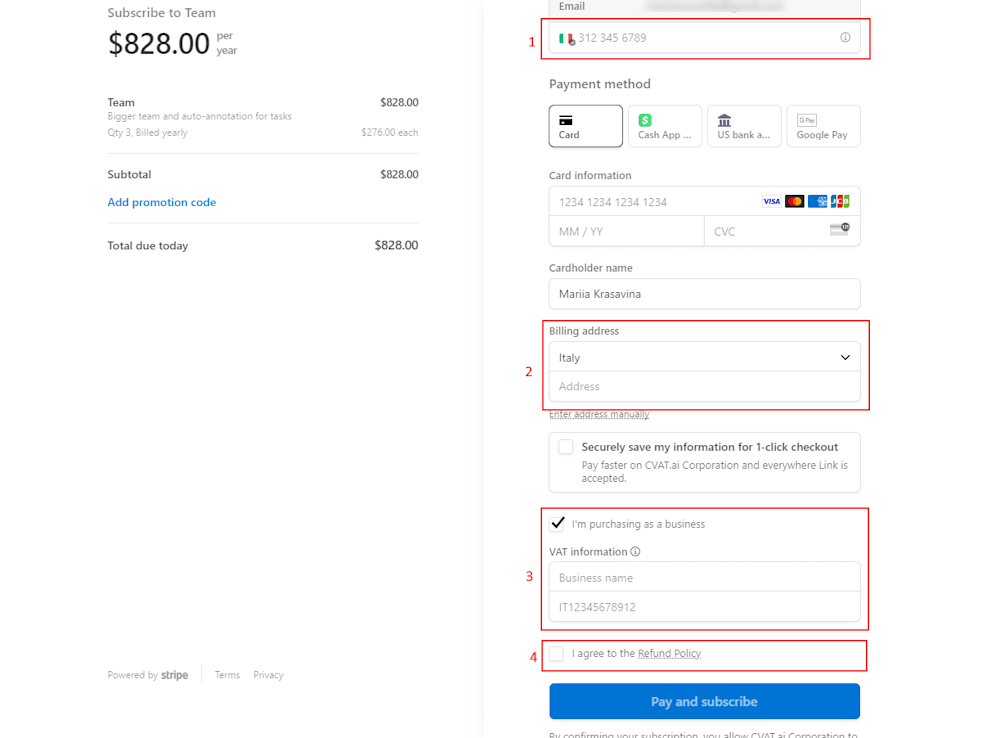 Subscribe to Team
$828.00 per
year
Team $828.00
Bigger team and auto-annotation for tasks
Qty 3, Billed yearly $276.00 each
Subtotal $828.00
Add promotion code
Total due today $828.00
Powered by stripe Terms Privacy
Email
1 312 345 6789
Payment method
Card Cash App ... US bank a... G Pay Google Pay
Card information
1234 1234 1234 1234 VISA JCB
MM / YY CVC
Cardholder name
Mariia Krasavina
Billing address
2 Italy
Address
Enter address manually
Securely save my information for 1-click checkout
Pay faster on CVAT.ai Corporation and everywhere Link is
accepted.
I'm purchasing as a business
VAT information
3 Business name
IT12345678912
4 I agree to the Refund Policy
Pay and subscribe
By confirming your subscription, you allow CVAT.ai Corporation to